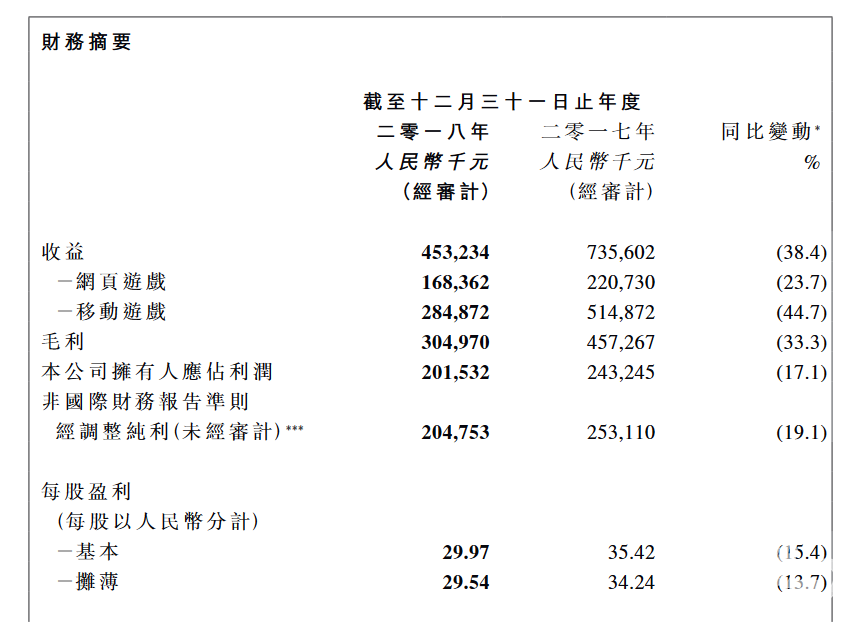 財務摘要
截至十二月三十一日止年度
二零一八年 二零一七年 同比變動*
人民幣千元 人民幣千元 %
(經審計) (經審計)
收益 453,234 735,602 (38.4)
－網頁遊戲 168,362 220,730 (23.7)
－移動遊戲 284,872 514,872 (44.7)
毛利 304,970 457,267 (33.3)
本公司擁有人應佔利潤 201,532 243,245 (17.1)
非國際財務報告準則
經調整純利(未經審計)*** 204,753 253,110 (19.1)
每股盈利
(每股以人民幣分計)
－基本 29.97 35.42 (15.4)
－攤薄 29.54 34.24 (13.7)